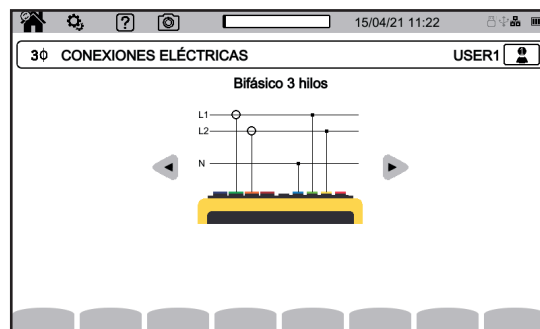 ? 15/04/21 11:22
3ϕ CONEXIONES ELÉCTRICAS USER1
Bifásico 3 hilos
L1
L2
N